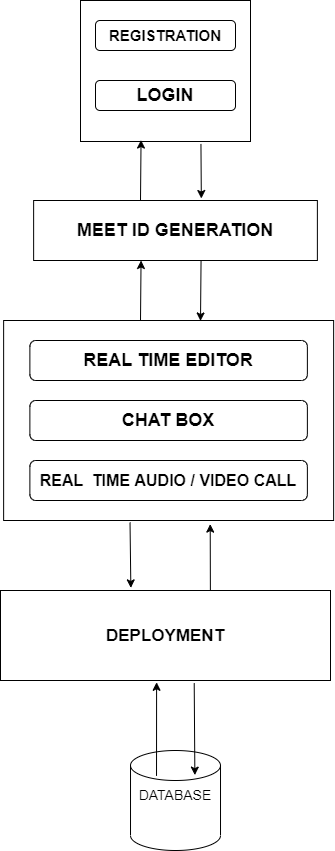 REGISTRATION
LOGIN
MEET ID GENERATION
REAL TIME EDITOR
CHAT BOX
REAL TIME AUDIO / VIDEO CALL
DEPLOYMENT
DATABASE